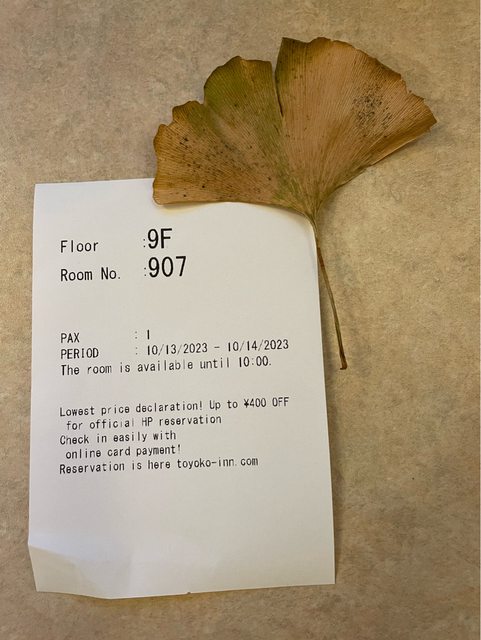 Floor :9F
Room No. :907
PAX : 1
PERIOD : 10/13/2023 - 10/14/2023
The room is available until 10:00.
Lowest price declaration! Up to ¥400 OFF
for official HP reservation
Check in easily with
online card payment!
Reservation is here toyoko-inn.com